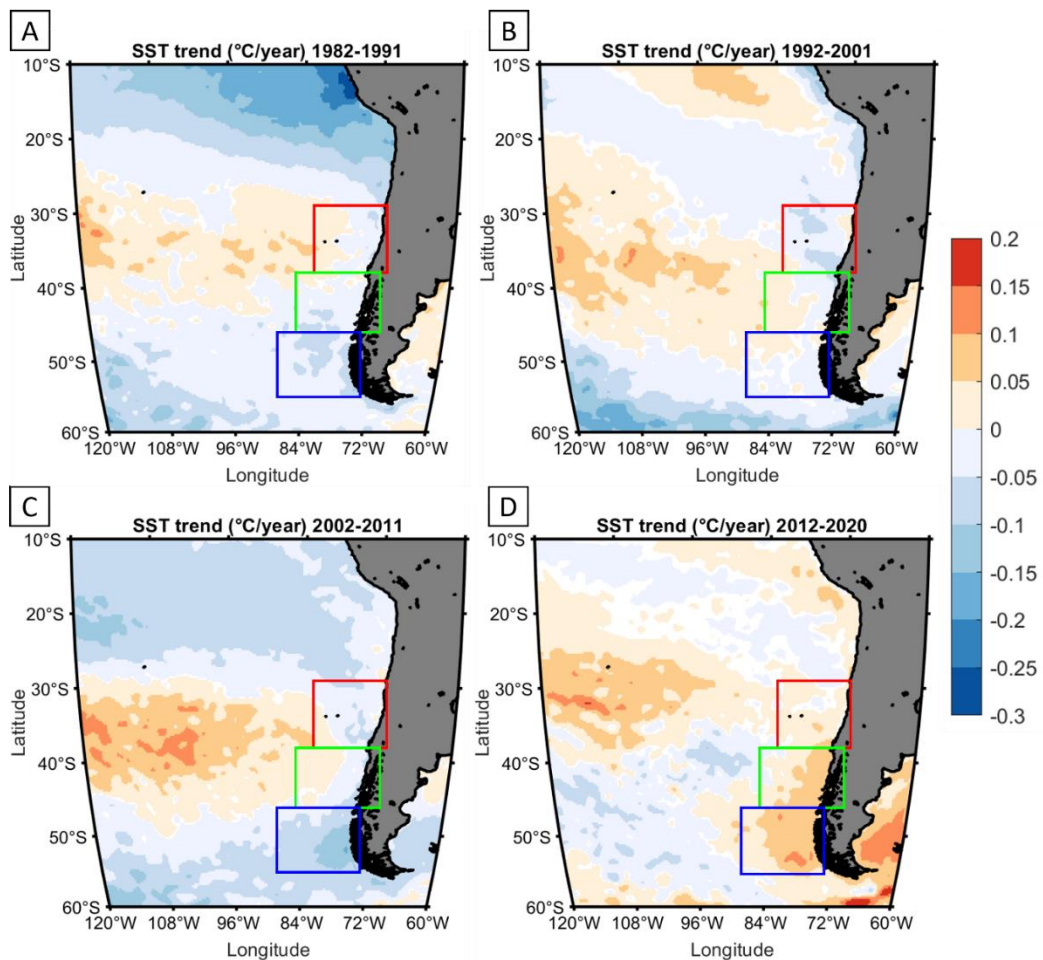 A
SST trend (°C/year) 1982-1991
10°S
20°S
30°S
40°S
50°S
60°S
Latitude
120°W 108°W 96°W 84°W 72°W 60°W
Longitude
B
SST trend (°C/year) 1992-2001
10°S
20°S
30°S
40°S
50°S
60°S
Latitude
120°W 108°W 96°W 84°W 72°W 60°W
Longitude
C
SST trend (°C/year) 2002-2011
10°S
20°S
30°S
40°S
50°S
60°S
Latitude
120°W 108°W 96°W 84°W 72°W 60°W
Longitude
D
SST trend (°C/year) 2012-2020
10°S
20°S
30°S
40°S
50°S
60°S
Latitude
120°W 108°W 96°W 84°W 72°W 60°W
Longitude
0.2
0.15
0.1
0.05
0
-0.05
-0.1
-0.15
-0.2
-0.25
-0.3